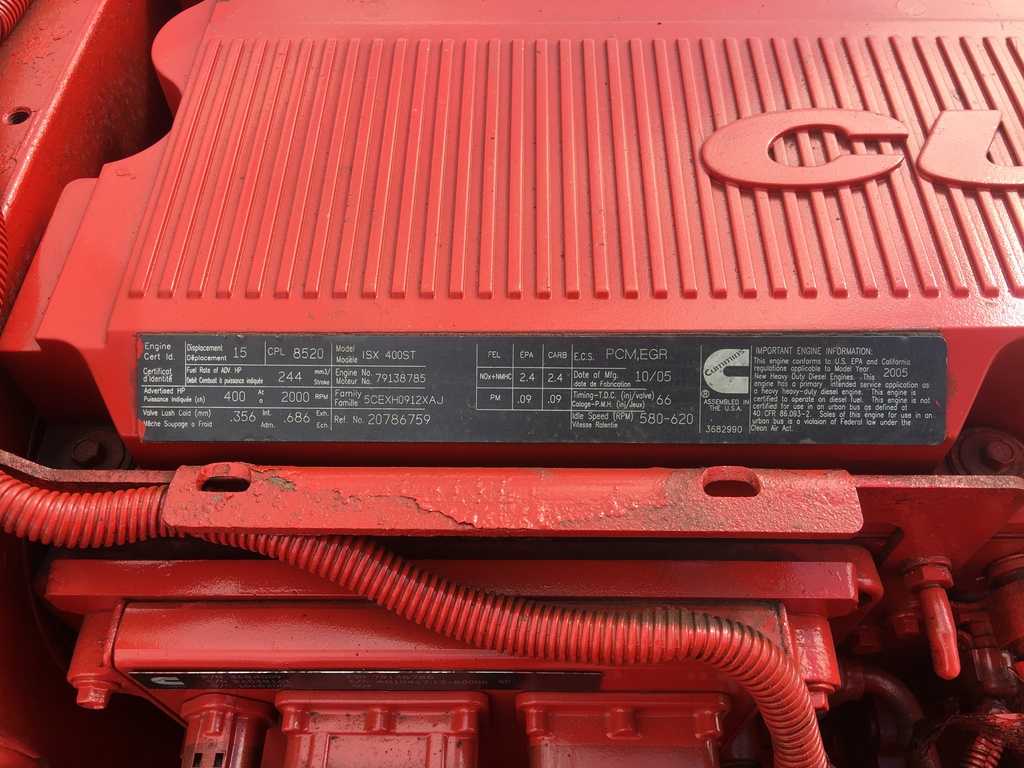 CU
Engine
Cert Id.
Certificat
d'identité
Displacement
Déplacement 15
CPL 8520
Model
Modèle ISX 400ST
Fuel Rate at ADV. HP
Debit Combust à puissance indiquée 244 mm3/
Stroke
Engine No.
Moteur No. 79138785
Advertised HP
Puissance Indiquée (ch) 400 At
à 2000 RPM
Family
Famille 5CEXH0912XAJ
Valve Lash Cold (mm) .356 Int.
Adm. .686 Exh.
Ech.
Ref. No. 20786759
FEL EPA CARB
NOx+NMHC 2.4 2.4
PM .09 .09
E.C.S. PCM,EGR
Date of Mfg.
date de Fabrication 10/05
Timing-T.D.C. (inj/valve)
Calage-P.M.H. (inj/jeux) 66
Idle Speed (RPM)
Vitesse Ralentie 580-620
Cummins
®
ASSEMBLED IN
THE U.S.A.
3682990
IMPORTANT ENGINE INFORMATION:
This engine conforms to U.S. EPA and California
regulations applicable to Model Year 2005
New Heavy Duty Diesel Engines. This
engine has a primary intended service application as
a heavy heavy-duty diesel engine. This engine is
certified to operate on diesel fuel. This engine is not
certified for use in an urban bus as defined at
40 CFR 86.093-2. Sales of this engine for use in an
urban bus is a violation of Federal law under the
Clean Air Act.
79138785